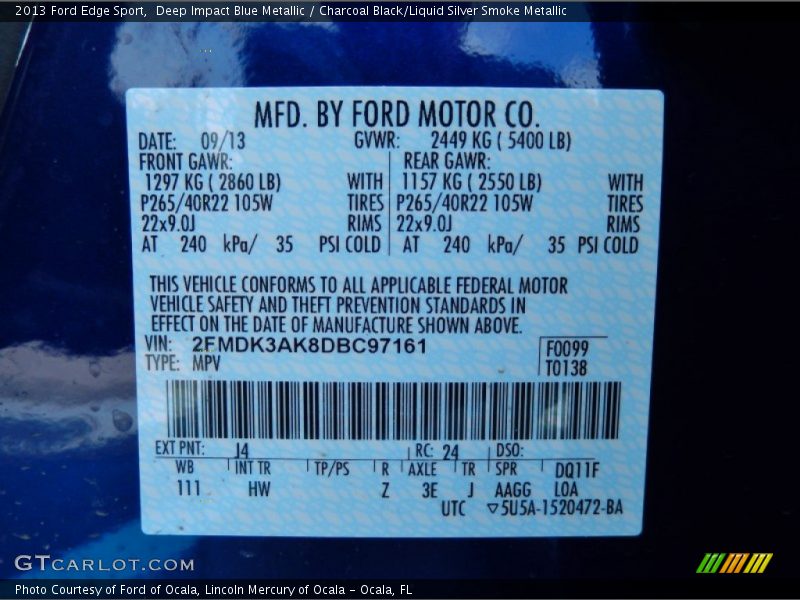 2013 Ford Edge Sport,  Deep Impact Blue Metallic / Charcoal Black/Liquid Silver Smoke Metallic
MFD. BY FORD MOTOR CO.
DATE: 09/13 GVWR: 2449 KG ( 5400 LB)
FRONT GAWR: REAR GAWR:
1297 KG ( 2860 LB) WITH 1157 KG ( 2550 LB) WITH
P265/40R22 105W TIRES P265/40R22 105W TIRES
22x9.0J RIMS 22x9.0J RIMS
AT 240 kPa/ 35 PSI COLD AT 240 kPa/ 35 PSI COLD
THIS VEHICLE CONFORMS TO ALL APPLICABLE FEDERAL MOTOR
VEHICLE SAFETY AND THEFT PREVENTION STANDARDS IN
EFFECT ON THE DATE OF MANUFACTURE SHOWN ABOVE.
VIN: 2FMDK3AK8DBC97161 F0099
TYPE: MPV T0138
EXT PNT: J4 RC: 24 DSO:
WB INT TR TP/PS R AXLE TR SPR DQ11F
111 HW Z 3E J AAGG LOA
UTC ▽5U5A-1520472-BA
GTCARLOT.COM
Photo Courtesy of Ford of Ocala, Lincoln Mercury of Ocala - Ocala, FL